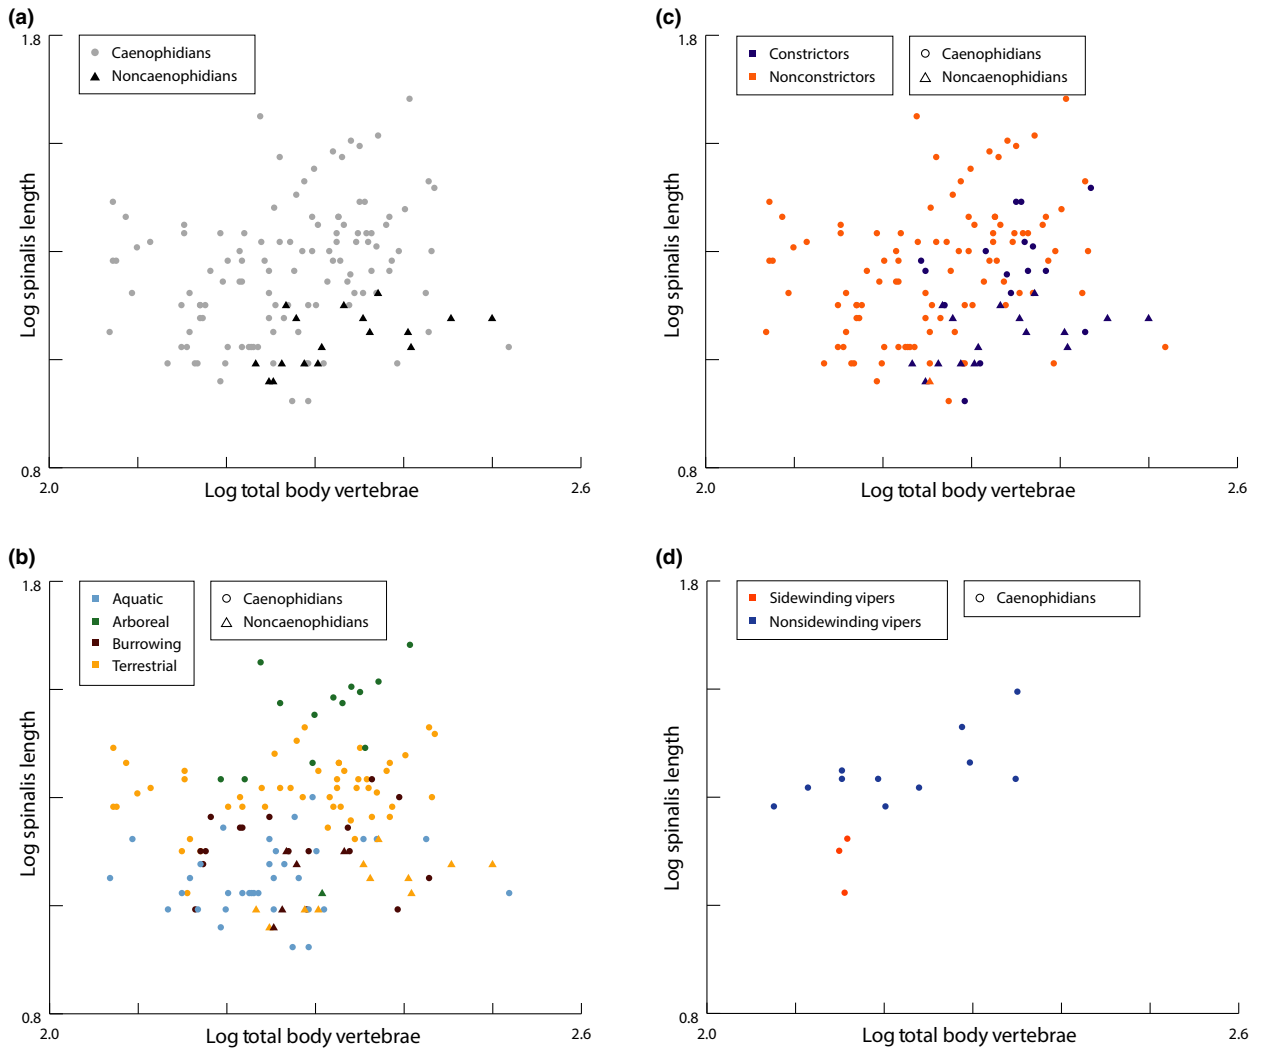 (a)
1.8
Caenophidians
Noncaenophidians
Log spinalis length
0.8
2.0
Log total body vertebrae
2.6
(c)
1.8
Constrictors
Nonconstrictors
Caenophidians
Noncaenophidians
Log spinalis length
0.8
2.0
Log total body vertebrae
2.6
(b)
1.8
Aquatic
Arboreal
Burrowing
Terrestrial
Caenophidians
Noncaenophidians
Log spinalis length
0.8
2.0
Log total body vertebrae
2.6
(d)
1.8
Sidewinding vipers
Nonsidewinding vipers
Caenophidians
Log spinalis length
0.8
2.0
Log total body vertebrae
2.6